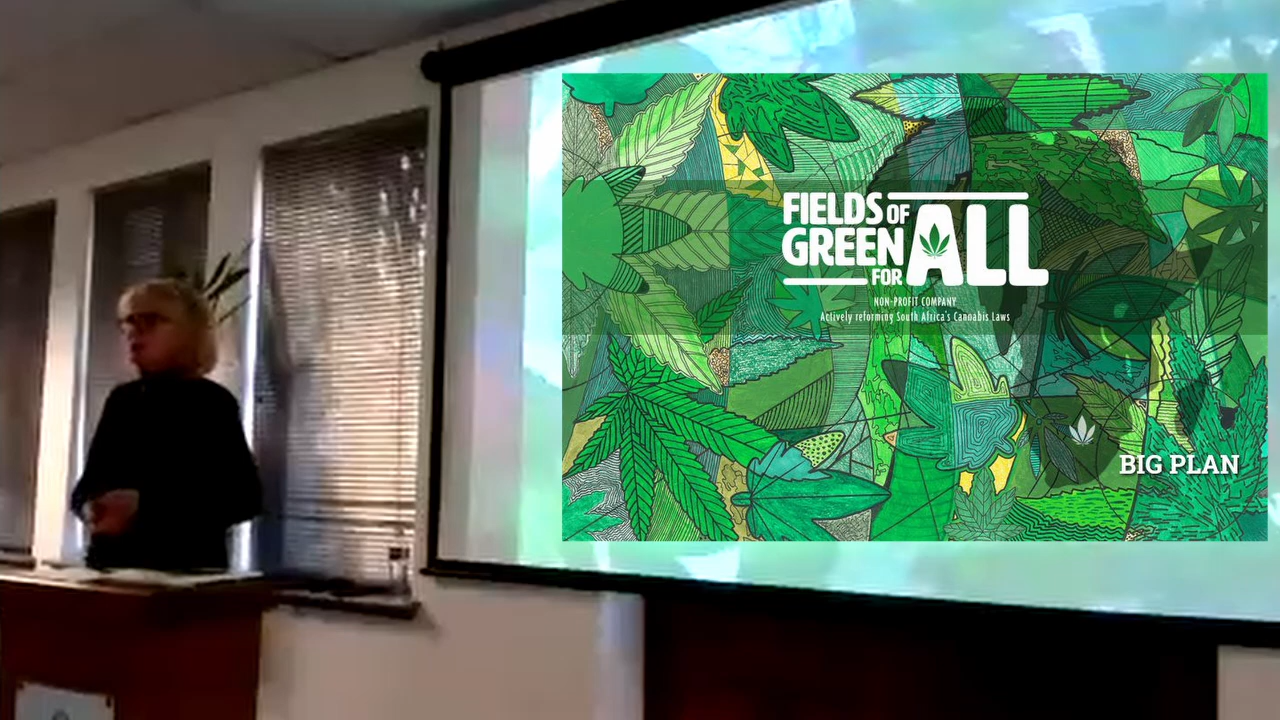 FIELDS OF
GREEN
FOR ALL
NON-PROFIT COMPANY
Actively reforming South Africa's Cannabis Laws
BIG PLAN